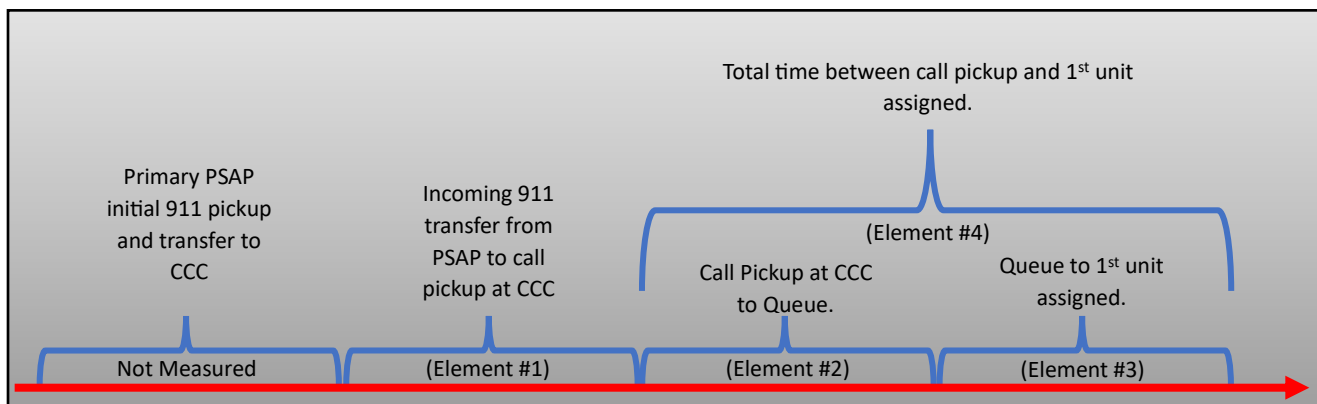 Total time between call pickup and 1st unit
assigned.
Primary PSAP
initial 911 pickup
and transfer to
CCC
Incoming 911
transfer from
PSAP to call
pickup at CCC
(Element #4)
Call Pickup at CCC
to Queue.
Queue to 1st unit
assigned.
Not Measured
(Element #1)
(Element #2)
(Element #3)